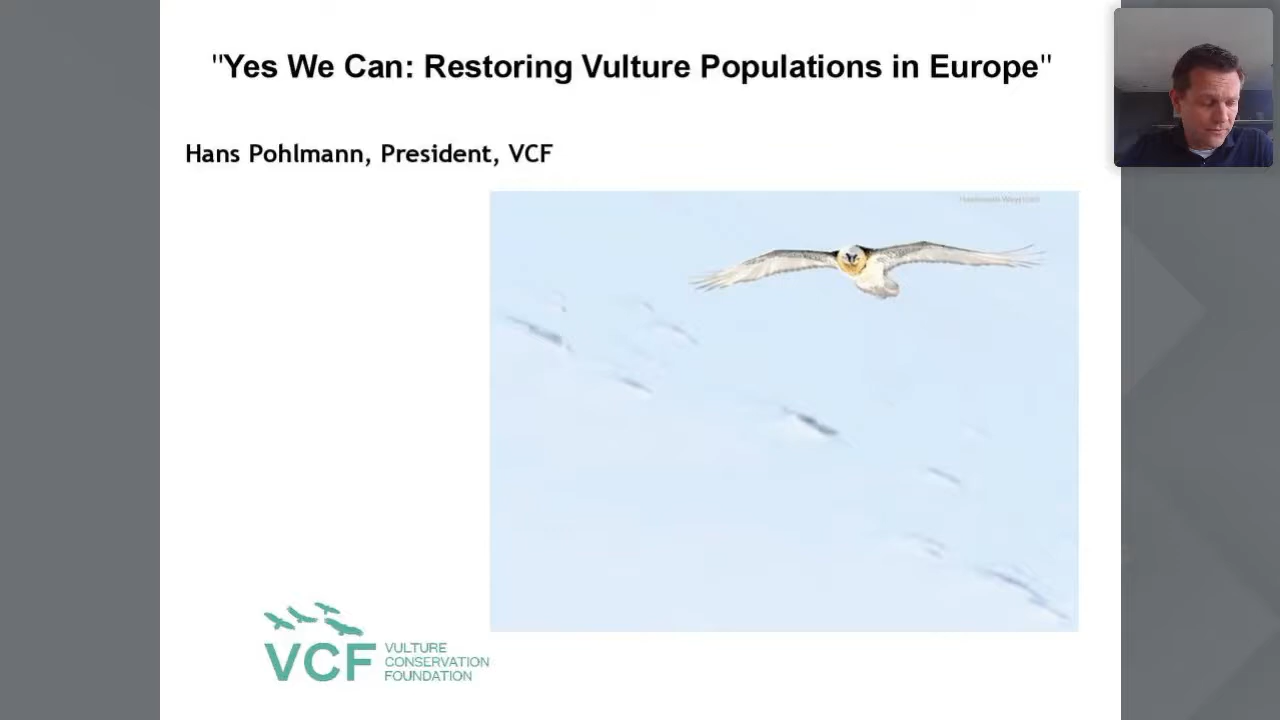 "Yes We Can: Restoring Vulture Populations in Europe"
Hans Pohlmann, President, VCF
VCF
VULTURE
CONSERVATION
FOUNDATION